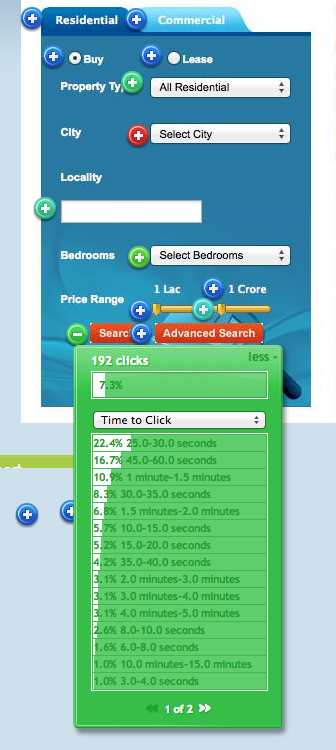 Residential Commercial
Buy Lease
Property Ty All Residential
City Select City
Locality
Bedrooms Select Bedrooms
1 Lac 1 Crore
Price Range
Searc Advanced Search
192 clicks less -
7.3%
Time to Click
22.4% 25.0-30.0 seconds
16.7% 45.0-60.0 seconds
10.9% 1 minute-1.5 minutes
8.3% 30.0-35.0 seconds
6.8% 1.5 minutes-2.0 minutes
5.7% 10.0-15.0 seconds
5.2% 15.0-20.0 seconds
4.2% 35.0-40.0 seconds
3.1% 2.0 minutes-3.0 minutes
3.1% 3.0 minutes-4.0 minutes
3.1% 4.0 minutes-5.0 minutes
2.6% 8.0-10.0 seconds
1.6% 6.0-8.0 seconds
1.0% 10.0 minutes-15.0 minutes
1.0% 3.0-4.0 seconds
1 of 2